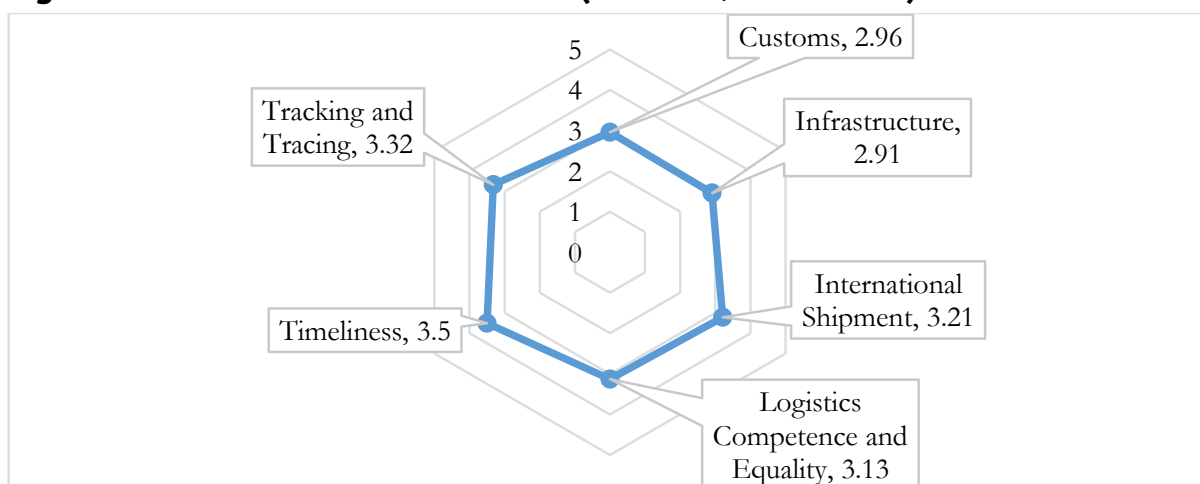 5
4
3
2
1
0
Customs, 2.96
Infrastructure,
2.91
International
Shipment, 3.21
Logistics
Competence and
Equality, 3.13
Timeliness, 3.5
Tracking and
Tracing, 3.32